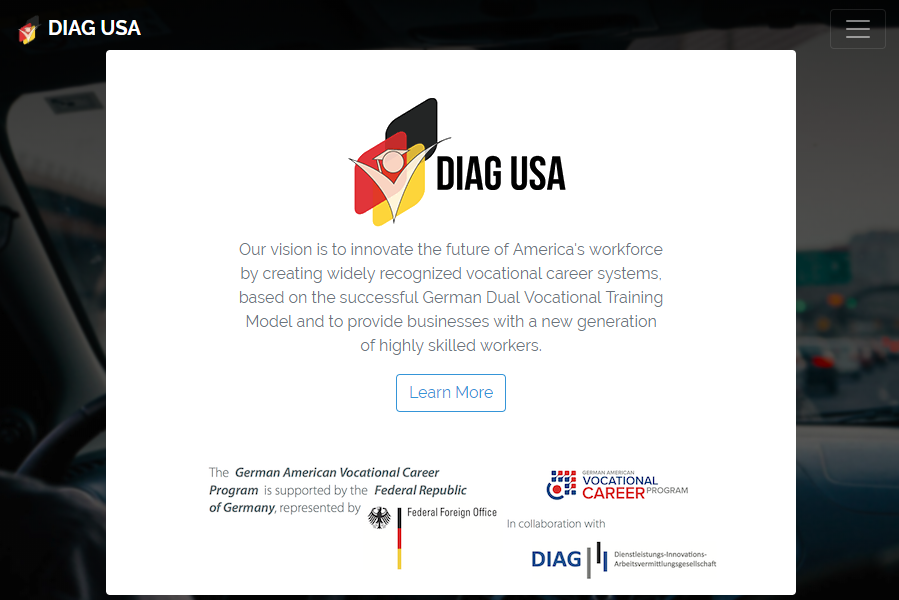 DIAG USA
DIAG USA
Our vision is to innovate the future of America's workforce
by creating widely recognized vocational career systems,
based on the successful German Dual Vocational Training
Model and to provide businesses with a new generation
of highly skilled workers.
Learn More
The German American Vocational Career
Program is supported by the Federal Republic
of Germany, represented by
Federal Foreign Office
GERMAN AMERICAN
VOCATIONAL
CAREER PROGRAM
In collaboration with
DIAG
Dienstleistungs-Innovations-
Arbeitsvermittlungsgesellschaft